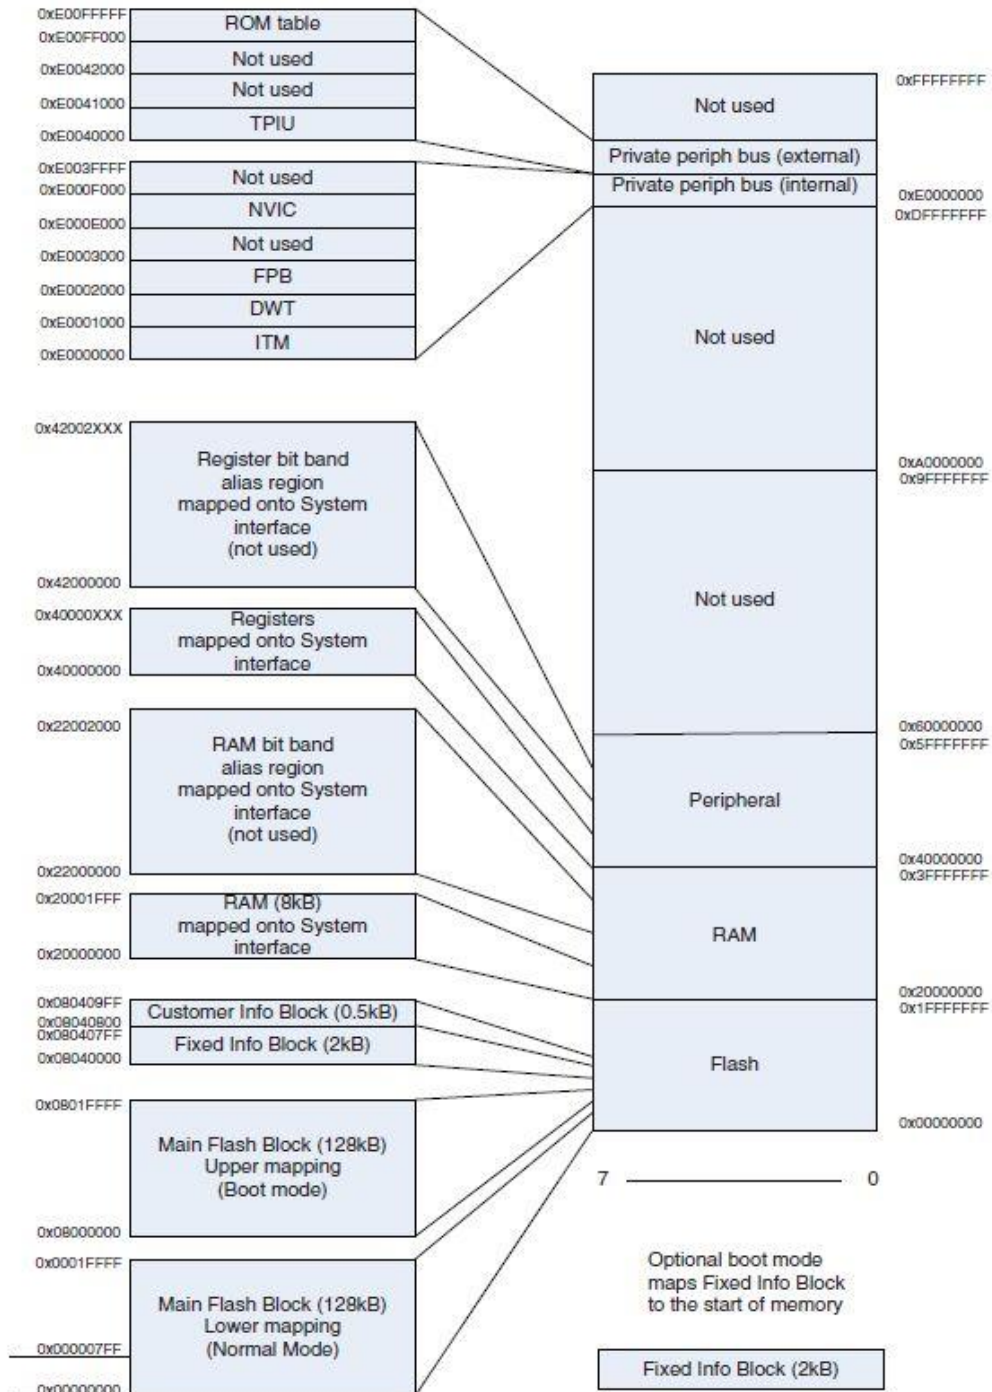 0xE00FFFFF
ROM table
0xE00FF000
Not used
0xE0042000
Not used
0xE0041000
TPIU
0xE0040000
0xE003FFFF
Not used
0xE000F000
NVIC
0xE000E000
Not used
0xE0003000
FPB
0xE0002000
DWT
0xE0001000
ITM
0xE0000000
0x42002XXX
Register bit band
alias region
mapped onto System
interface
(not used)
0x42000000
0x40000XXX
Registers
mapped onto System
interface
0x40000000
0x22002000
RAM bit band
alias region
mapped onto System
interface
(not used)
0x22000000
0x20001FFF
RAM (8kB)
mapped onto System
interface
0x20000000
0x080409FF
Customer Info Block (0.5kB)
0x08040800
0x080407FF
Fixed Info Block (2kB)
0x08040000
0x0801FFFF
Main Flash Block (128kB)
Upper mapping
(Boot mode)
0x08000000
0x0001FFFF
Main Flash Block (128kB)
Lower mapping
(Normal Mode)
0x000007FF
0x00000000
0xFFFFFFFF
Not used
Private periph bus (external)
Private periph bus (internal)
0xE0000000
0xDFFFFFFF
Not used
0xA0000000
0x9FFFFFFF
Not used
0x60000000
0x5FFFFFFF
Peripheral
0x40000000
0x3FFFFFFF
RAM
0x20000000
0x1FFFFFFF
Flash
0x00000000
7 0
Optional boot mode
maps Fixed Info Block
to the start of memory
Fixed Info Block (2kB)